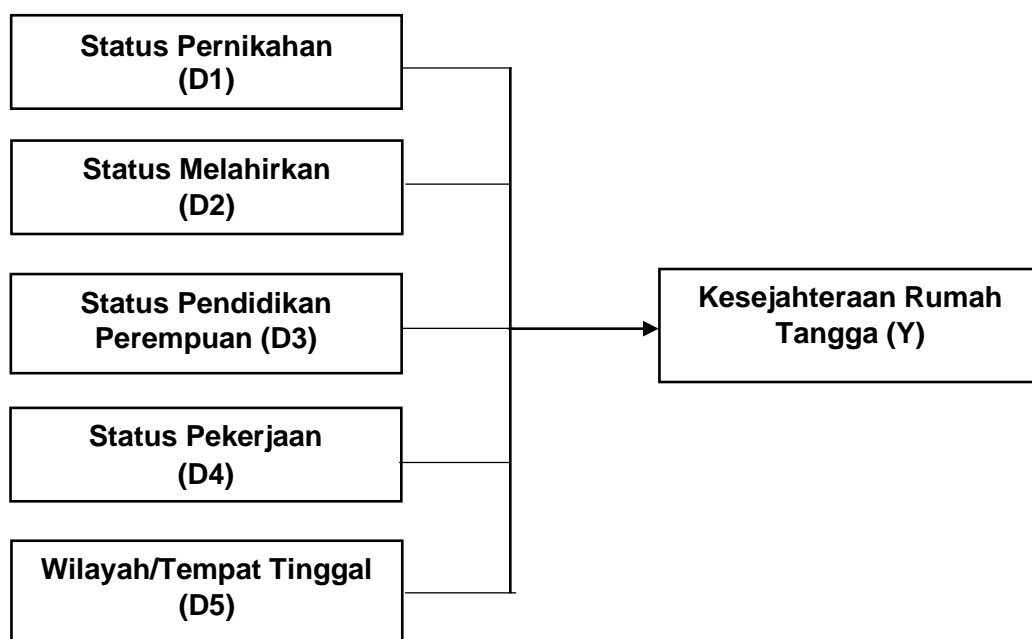 Status Pernikahan
(D1)
Status Melahirkan
(D2)
Status Pendidikan
Perempuan (D3)
Status Pekerjaan
(D4)
Wilayah/Tempat Tinggal
(D5)
Kesejahteraan Rumah
Tangga (Y)